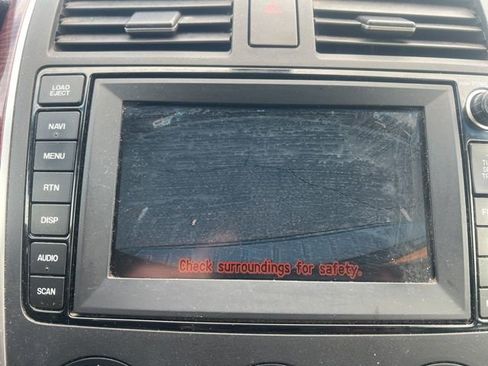 LOAD
EJECT
NAVI
MENU
RTN
DISP
AUDIO
SCAN
Check surroundings for safety.